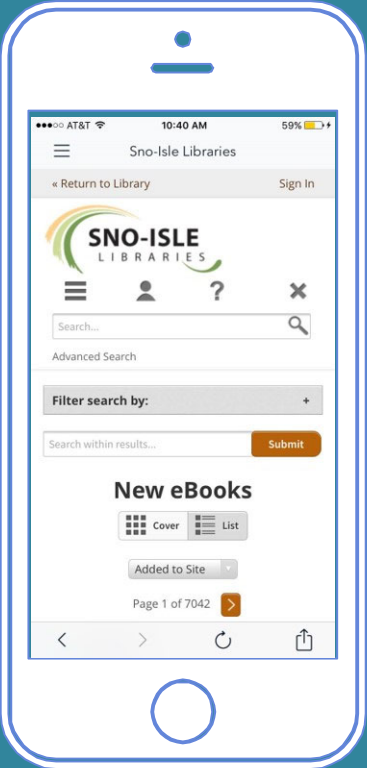 AT&T 10:40 AM 59%
Sno-Isle Libraries
« Return to Library Sign In
SNO-ISLE
LIBRARIES
?
Search...
Advanced Search
Filter search by: +
Search within results... Submit
New eBooks
Cover List
Added to Site
Page 1 of 7042 >